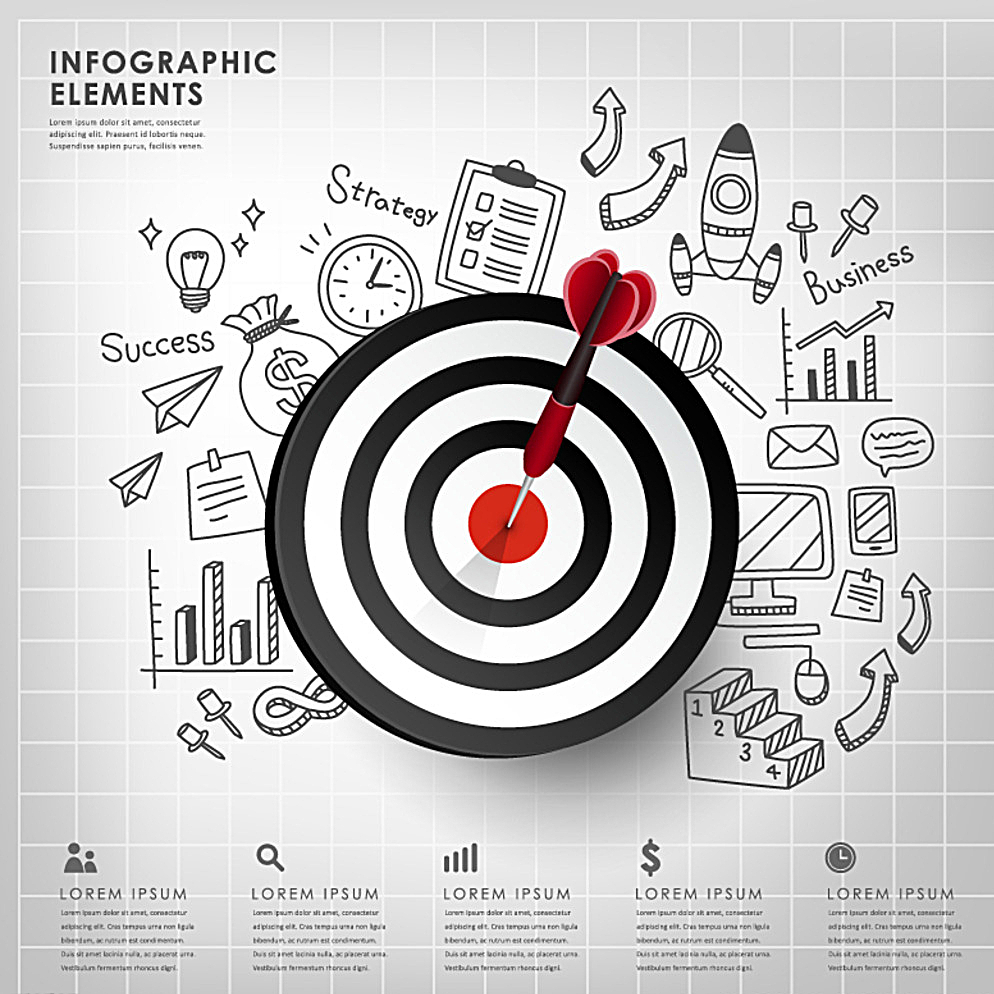 INFOGRAPHIC
ELEMENTS
Lorem ipsum dolor sit amet, consectetur
adipiscing elit. Praesent id lobortis neque.
Suspendisse sapien purus, facilisis venen.
Strategy
Business
Success
$
1
2
3
4
LOREM IPSUM
Lorem ipsum dolor sit amet, consectetur
adipiscing elit. Cras tempus urna non ligula
bibendum, ac rutrum est condimentum.
Duis sit amet lacinia nulla, ac placerat urna.
Vestibulum fermentum rhoncus digni.
LOREM IPSUM
Lorem ipsum dolor sit amet, consectetur
adipiscing elit. Cras tempus urna non ligula
bibendum, ac rutrum est condimentum.
Duis sit amet lacinia nulla, ac placerat urna.
Vestibulum fermentum rhoncus digni.
LOREM IPSUM
Lorem ipsum dolor sit amet, consectetur
adipiscing elit. Cras tempus urna non ligula
bibendum, ac rutrum est condimentum.
Duis sit amet lacinia nulla, ac placerat urna.
Vestibulum fermentum rhoncus digni.
$
LOREM IPSUM
Lorem ipsum dolor sit amet, consectetur
adipiscing elit. Cras tempus urna non ligula
bibendum, ac rutrum est condimentum.
Duis sit amet lacinia nulla, ac placerat urna.
Vestibulum fermentum rhoncus digni.
LOREM IPSUM
Lorem ipsum dolor sit amet, consectetur
adipiscing elit. Cras tempus urna non ligula
bibendum, ac rutrum est condimentum.
Duis sit amet lacinia nulla, ac placerat urna.
Vestibulum fermentum rhoncus digni.